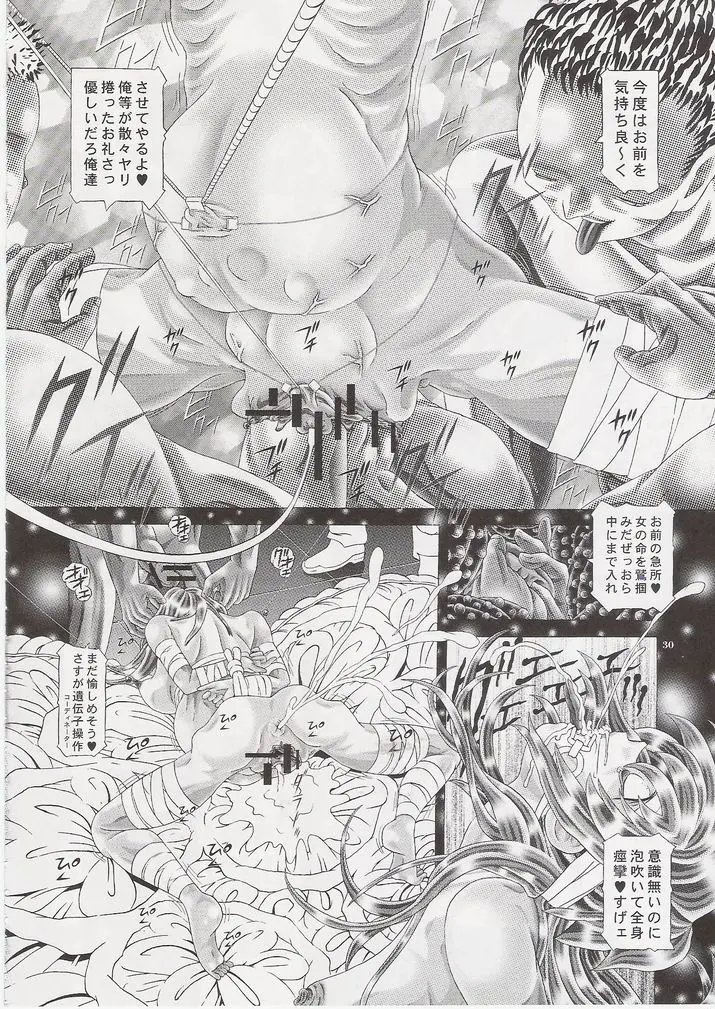 今度はお前を
気持ち良〜く
させてやるよ♥
俺等が散々ヤリ
捲ったお礼さっ
優しいだろ俺達
お前の急所♥
女の命を鷲掴
みだぜっおら
中にまで入れ
30
まだ愉しめそう♥
さすが遺伝子操作
コーディネーター
意識無いのに
泡吹いて全身
痙攣♥すげェ